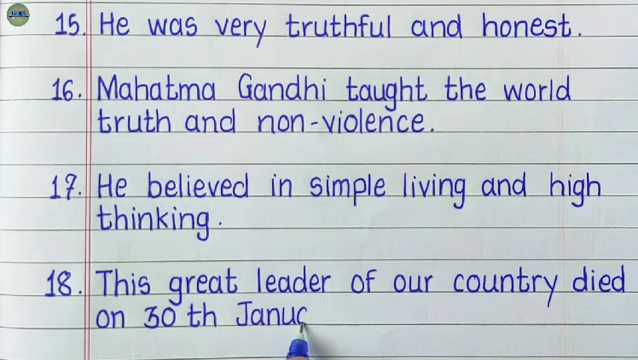 15. He was very truthful and honest.
16. Mahatma Gandhi taught the world
truth and non-violence.
17. He believed in simple living and high
thinking.
18. This great leader of our country died
on 30 th Januc